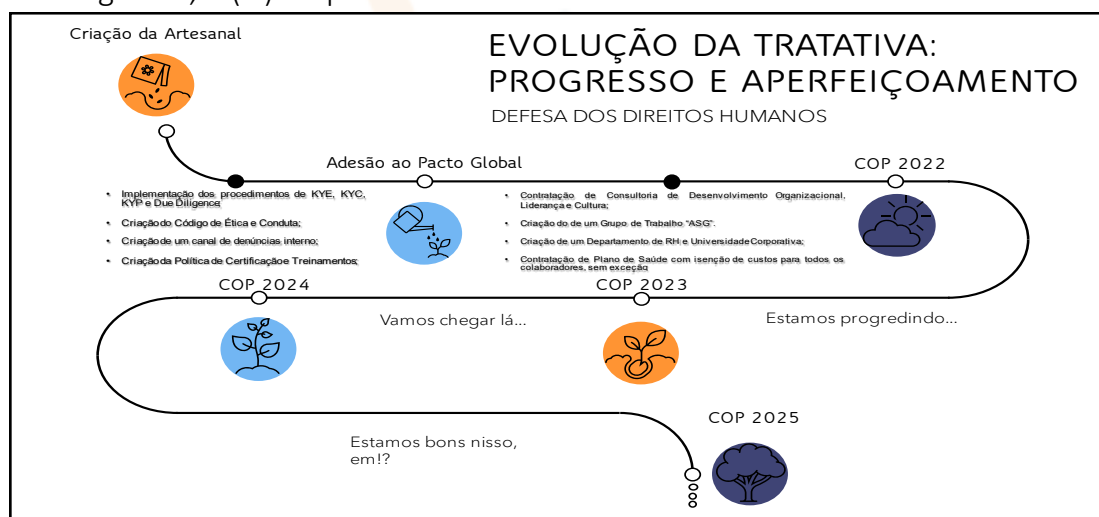 Criação da Artesanal
EVOLUÇÃO DA TRATATIVA:
PROGRESSO E APERFEIÇOAMENTO
DEFESA DOS DIREITOS HUMANOS
Adesão ao Pacto Global
COP 2022
• Implementação dos procedimentos de KYE, KYC,
KYP e Due Diligence;
• Criação do Código de Ética e Conduta;
• Criação de um canal de denúncias interno;
• Criação da Política de Certificação e Treinamentos;
• Contratação de Consultoria de Desenvolvimento Organizacional,
Liderança e Cultura;
• Criação do de um Grupo de Trabalho "ASG".
• Criação de um Departamento de RH e Universidade Corporativa;
• Contratação de Plano de Saúde com isenção de custos para todos os
colaboradores, sem exceção
COP 2024
COP 2023
Vamos chegar lá...
Estamos progredindo...
COP 2025
Estamos bons nisso,
em!?